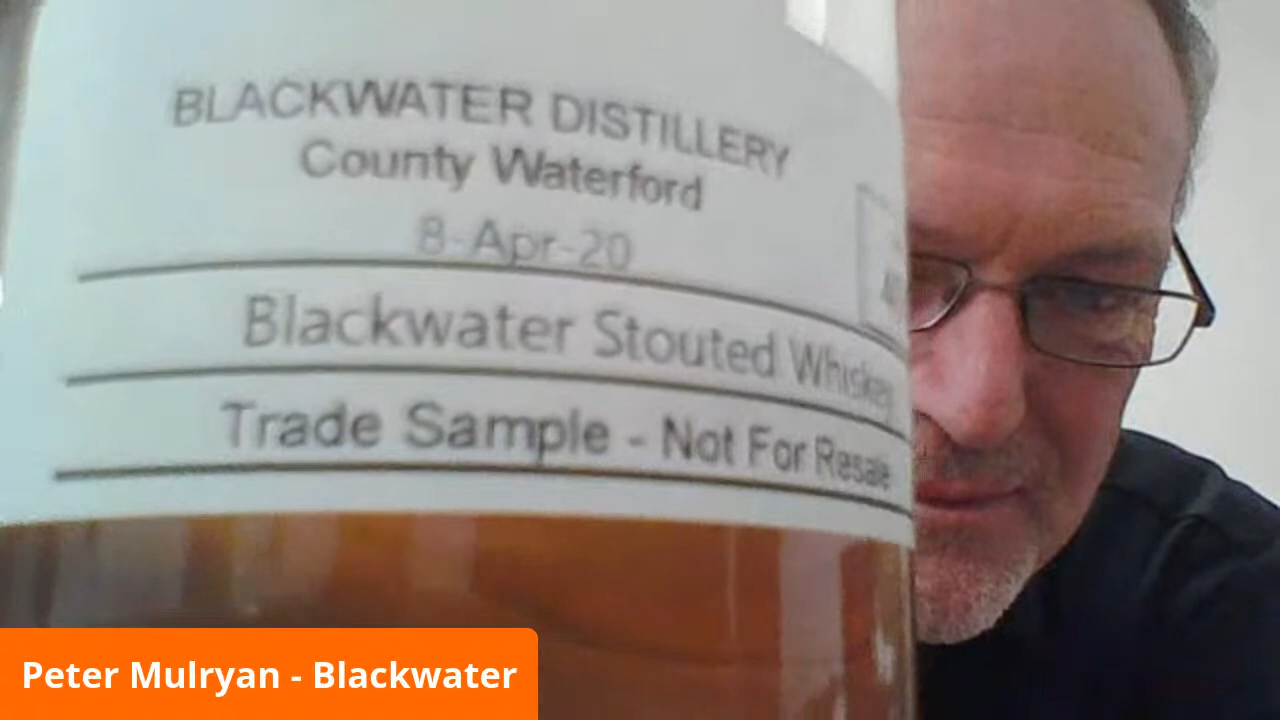 BLACKWATER DISTILLERY
County Waterford
8-Apr-20
Blackwater Stouted Whiskey
Trade Sample - Not For Resale
Peter Mulryan - Blackwater